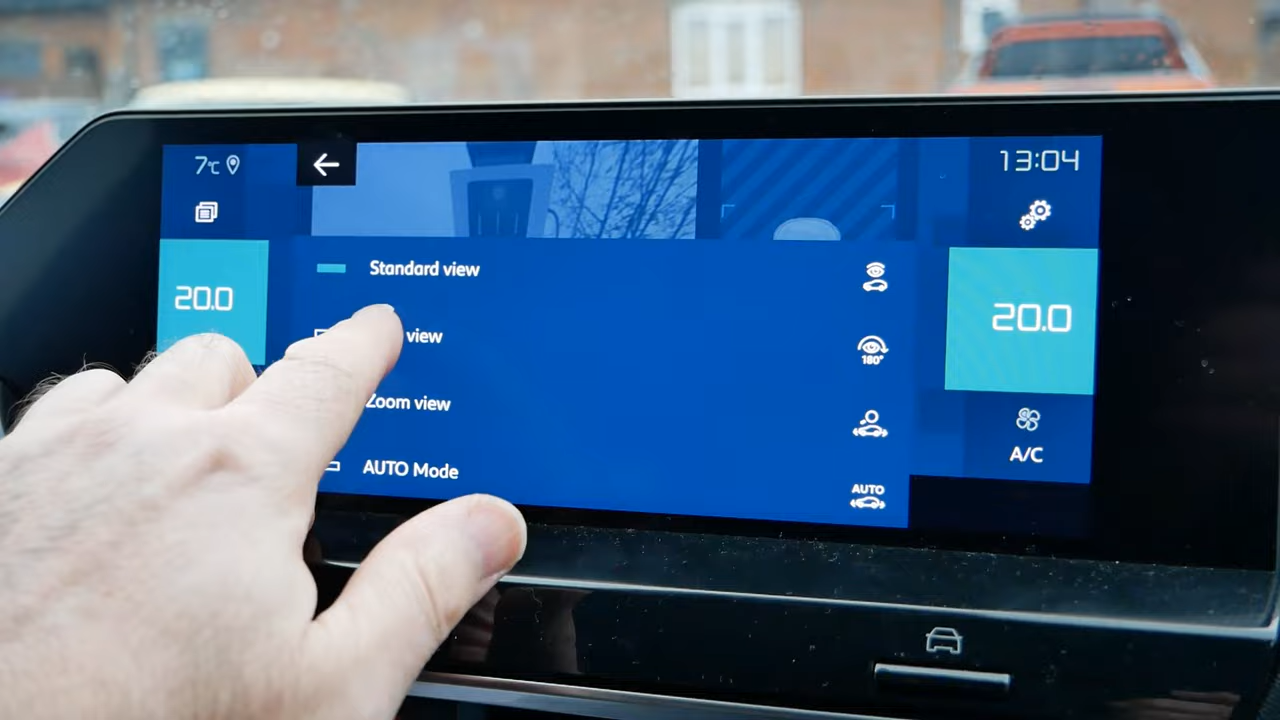 7°C
13:04
Standard view
20.0
20.0
view
180°
Zoom view
A/C
AUTO Mode
AUTO